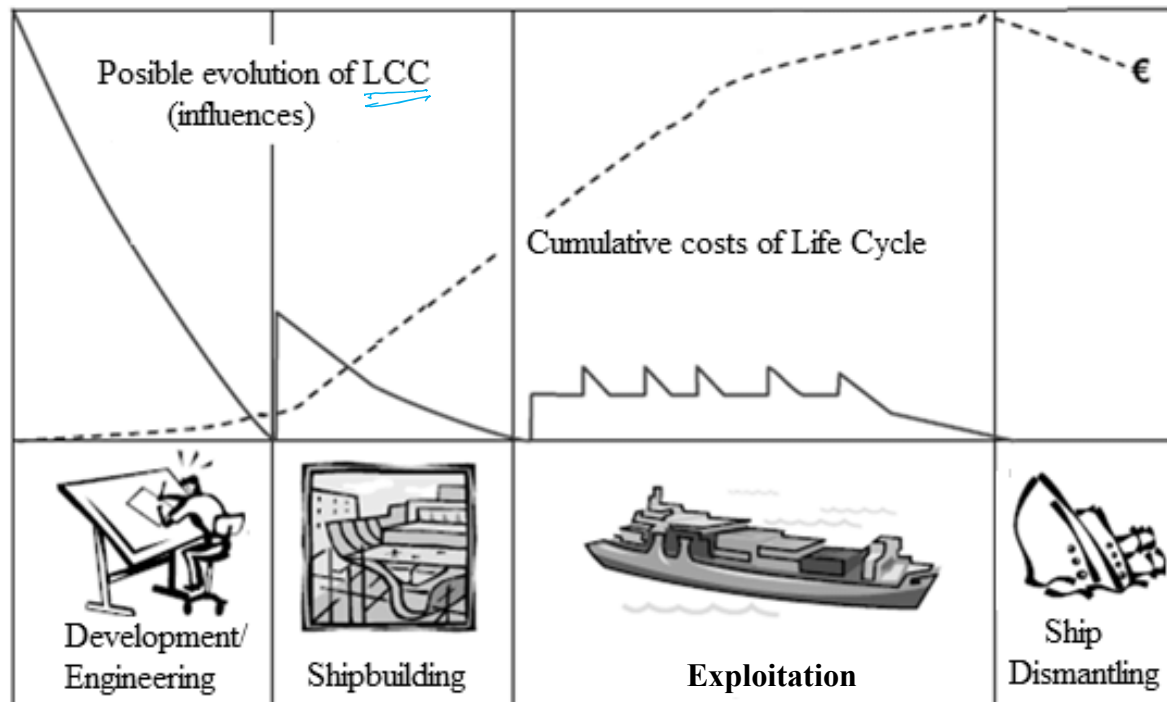 Posible evolution of LCC
(influences)
€
Cumulative costs of Life Cycle
Development/
Engineering
Shipbuilding
Exploitation
Ship
Dismantling